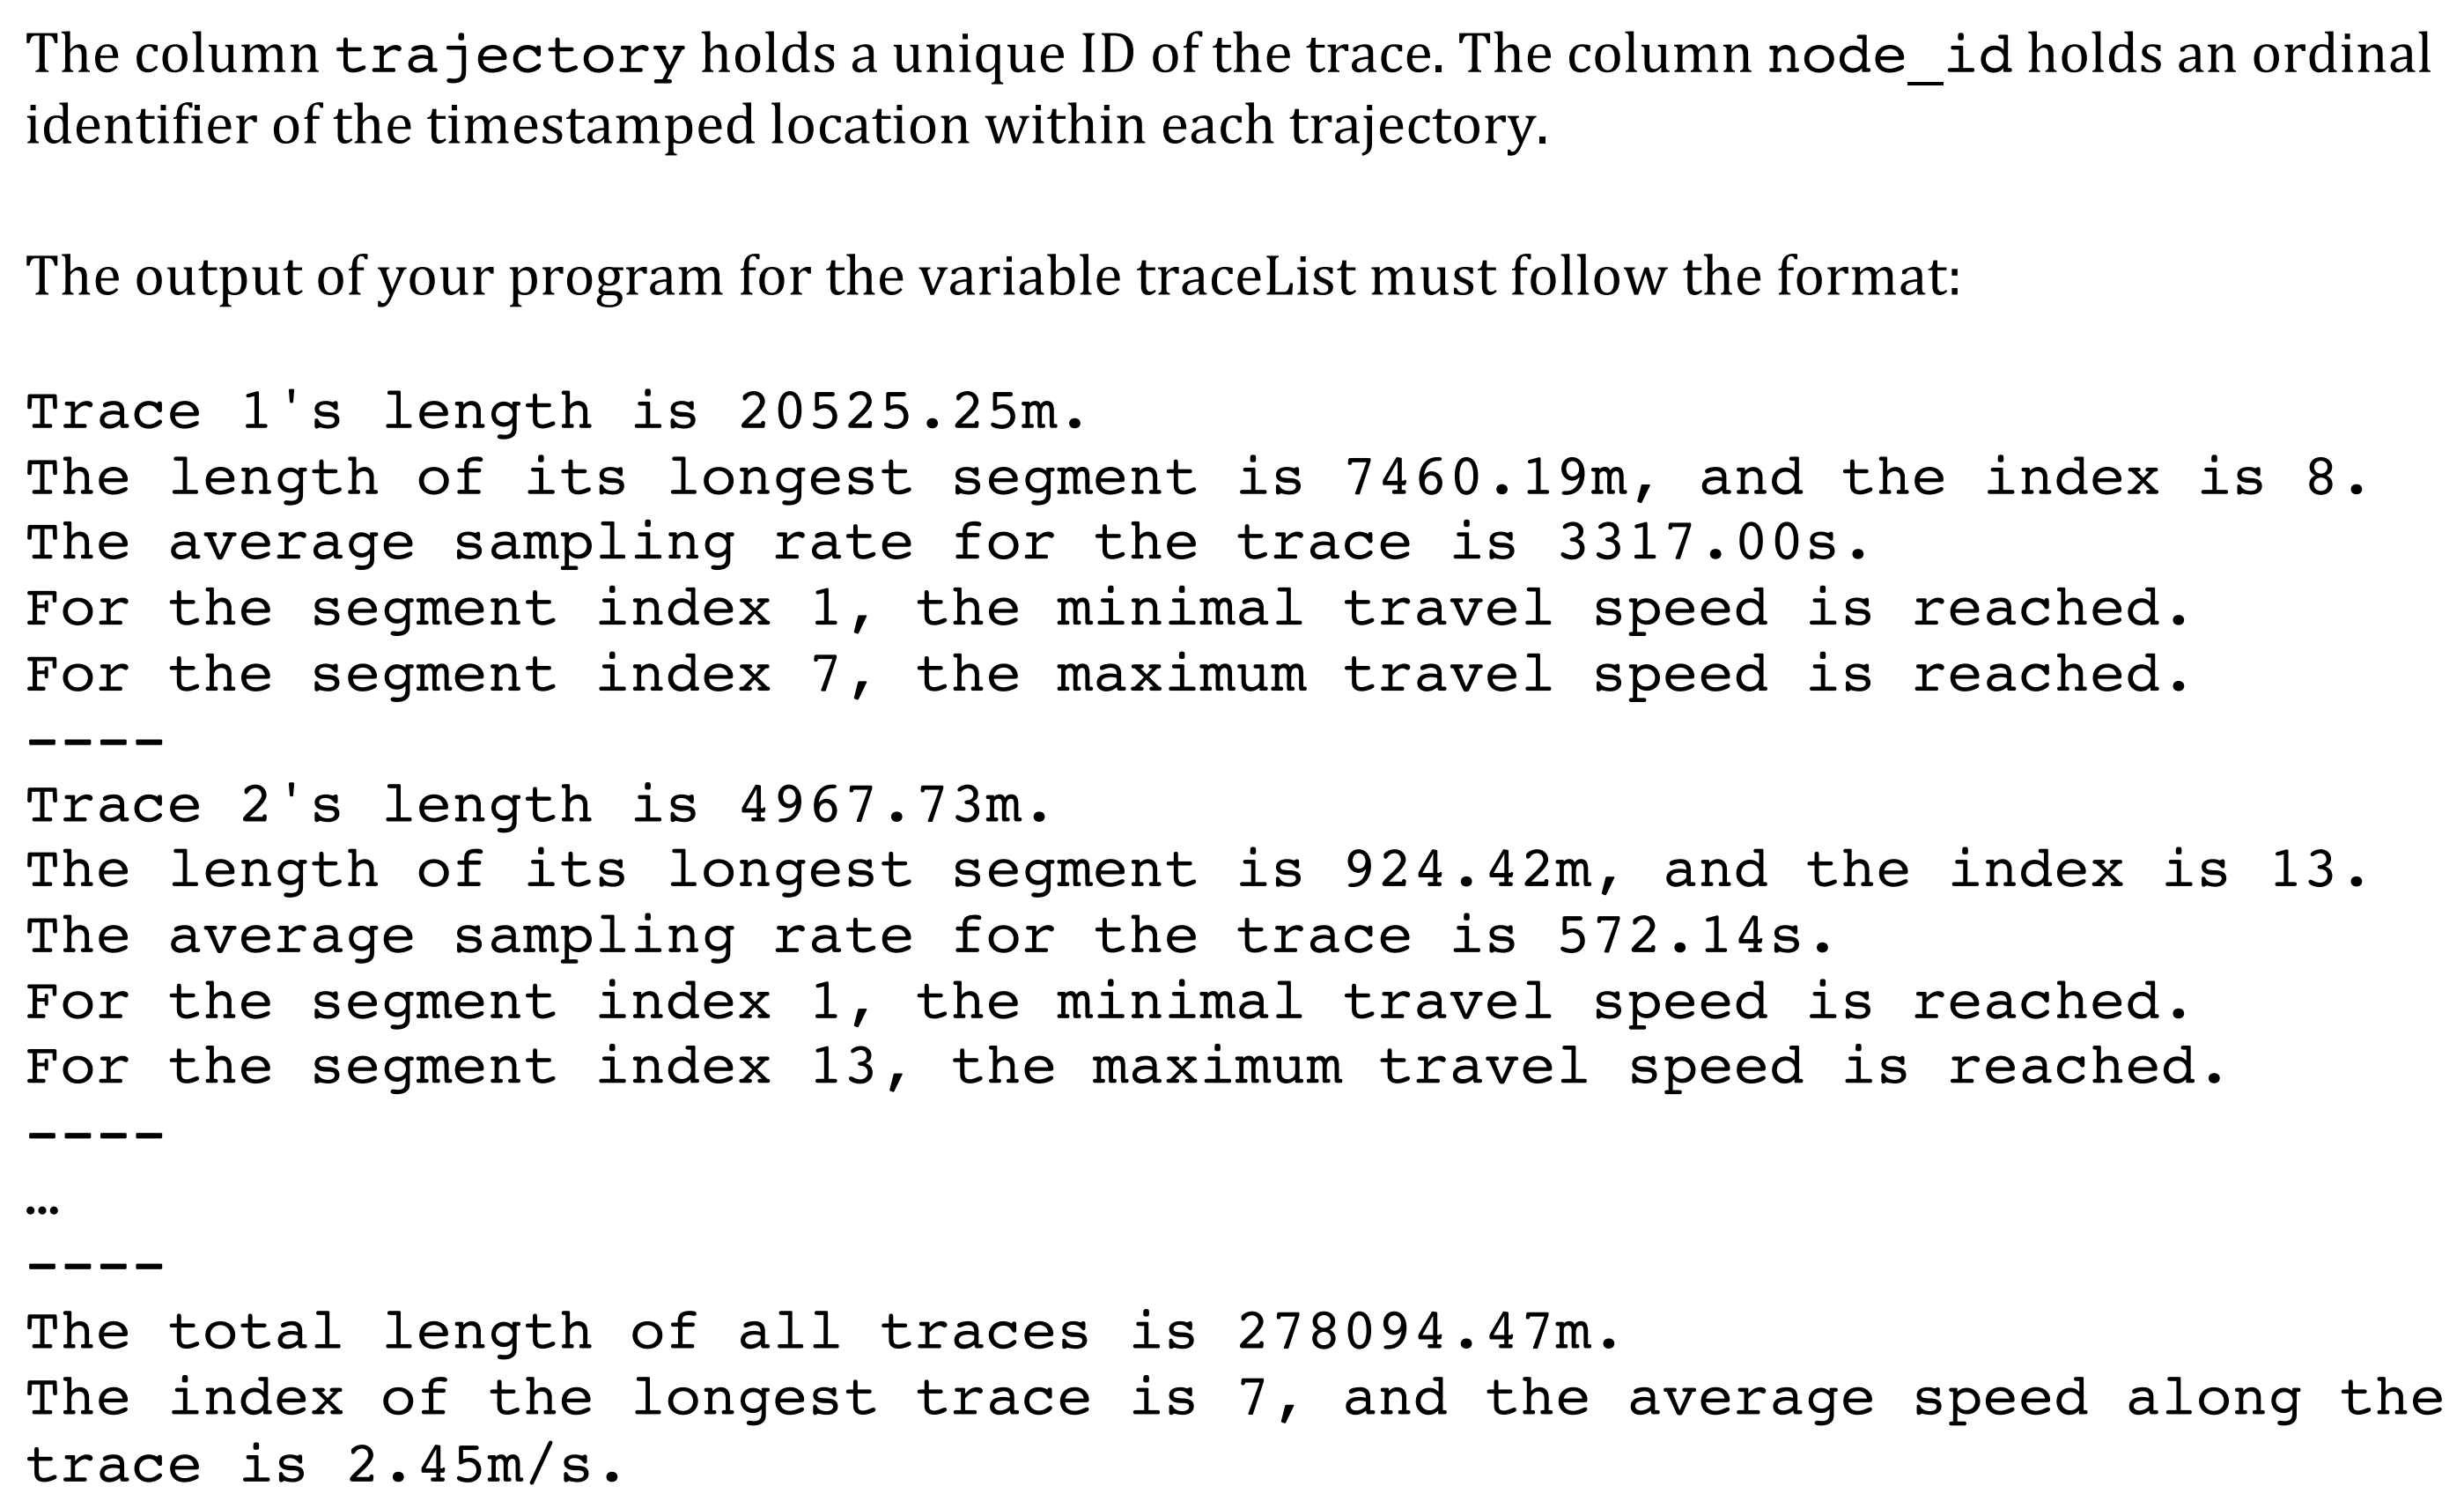 The column trajectory holds a unique ID of the trace. The column node_id holds an ordinal
identifier of the timestamped location within each trajectory.
The output of your program for the variable traceList must follow the format:
Trace 1's length is 20525.25m.
The length of its longest segment is 7460.19m, and the index is 8.
The average sampling rate for the trace is 3317.00s.
For the segment index 1, the minimal travel speed is reached.
For the segment index 7, the maximum travel speed is reached.
----
Trace 2's length is 4967.73m.
The length of its longest segment is 924.42m, and the index is 13.
The average sampling rate for the trace is 572.14s.
For the segment index 1, the minimal travel speed is reached.
For the segment index 13, the maximum travel speed is reached.
----
…
----
The total length of all traces is 278094.47m.
The index of the longest trace is 7, and the average speed along the
trace is 2.45m/s.